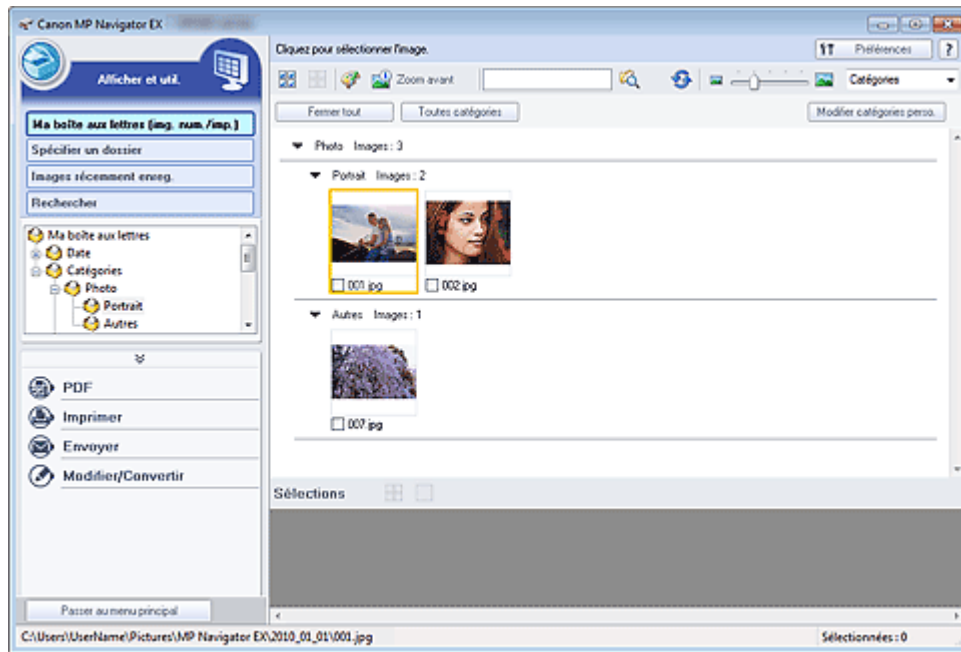 Canon MP Navigator EX
Afficher et util.
Cliquez pour sélectionner l'image.
Préférences
?
Zoom avant
Catégories
Fermer tout
Toutes catégories
Modifier catégories perso.
Ma boîte aux lettres (img. num./imp.)
Spécifier un dossier
Images récemment enreg.
Rechercher
Ma boîte aux lettres
Date
Catégories
Photo
Portrait
Autres
PDF
Imprimer
Envoyer
Modifier/Convertir
Passer au menu principal
Photo Images : 3
Portrait Images : 2
001.jpg
002.jpg
Autres Images : 1
007.jpg
Sélections
C:\Users\UserName\Pictures\MP Navigator EX\2010_01_01\001.jpg
Sélectionnées : 0